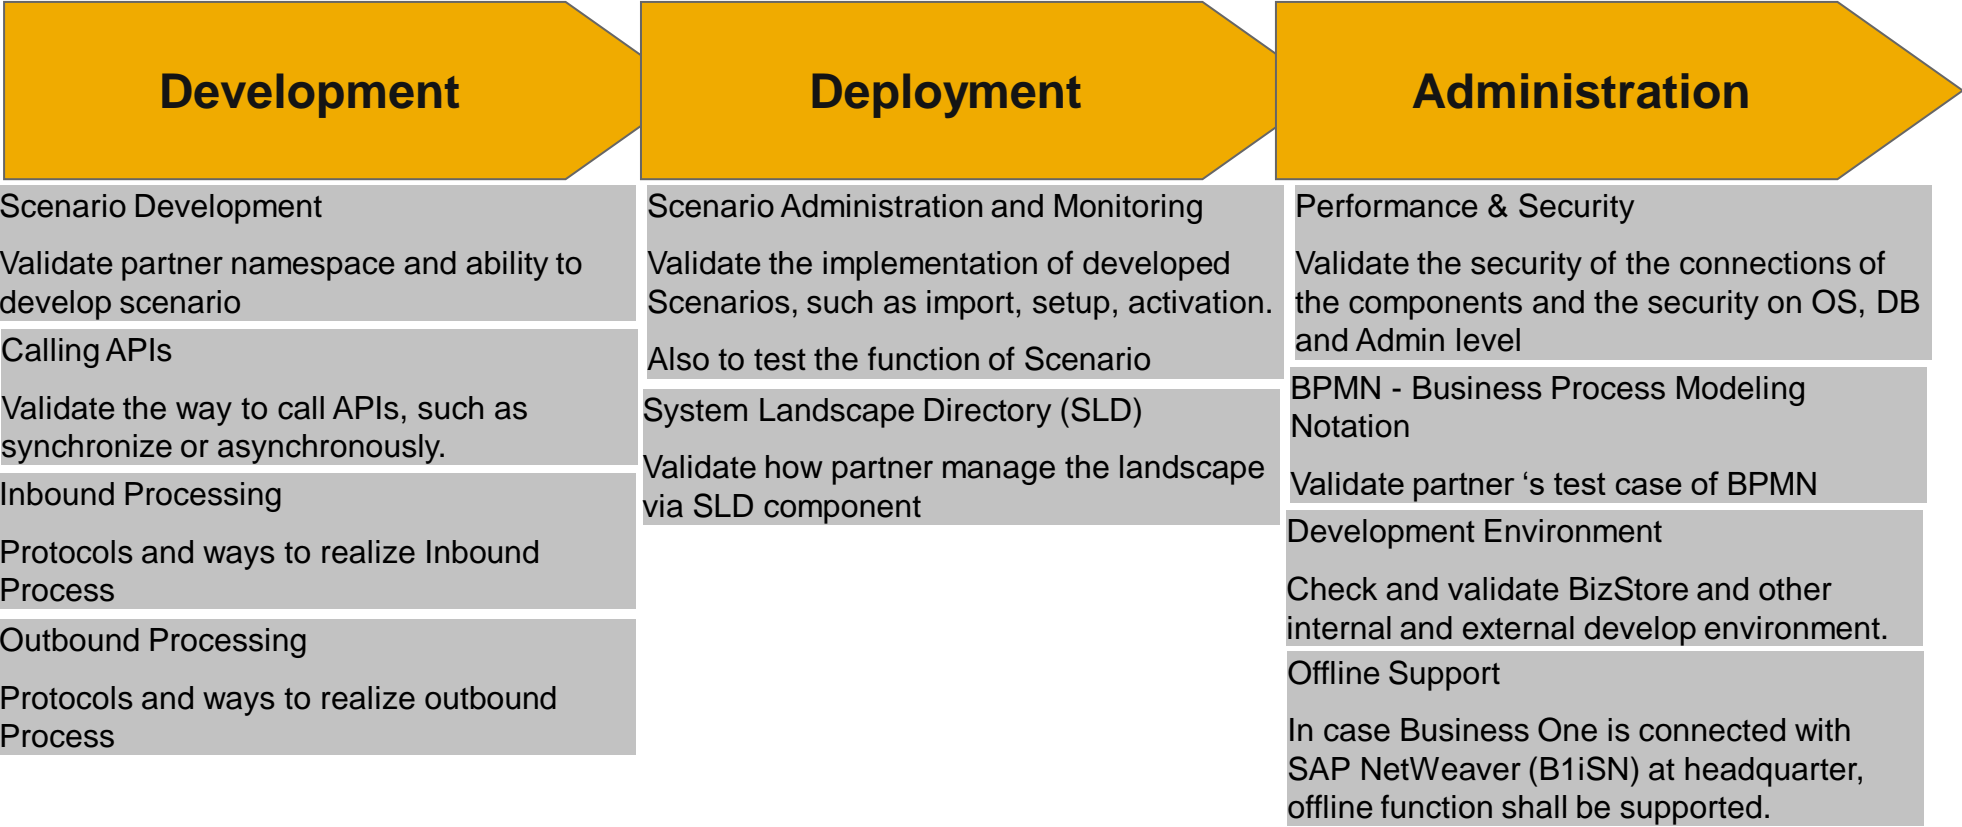 Development
Deployment
Administration
Scenario Development
Validate partner namespace and ability to
develop scenario
Calling APIs
Validate the way to call APIs, such as
synchronize or asynchronously.
Inbound Processing
Protocols and ways to realize Inbound
Process
Outbound Processing
Protocols and ways to realize outbound
Process
Scenario Administration and Monitoring
Validate the implementation of developed
Scenarios, such as import, setup, activation.
Also to test the function of Scenario
System Landscape Directory (SLD)
Validate how partner manage the landscape
via SLD component
Performance & Security
Validate the security of the connections of
the components and the security on OS, DB
and Admin level
BPMN - Business Process Modeling
Notation
Validate partner ‘s test case of BPMN
Development Environment
Check and validate BizStore and other
internal and external develop environment.
Offline Support
In case Business One is connected with
SAP NetWeaver (B1iSN) at headquarter,
offline function shall be supported.